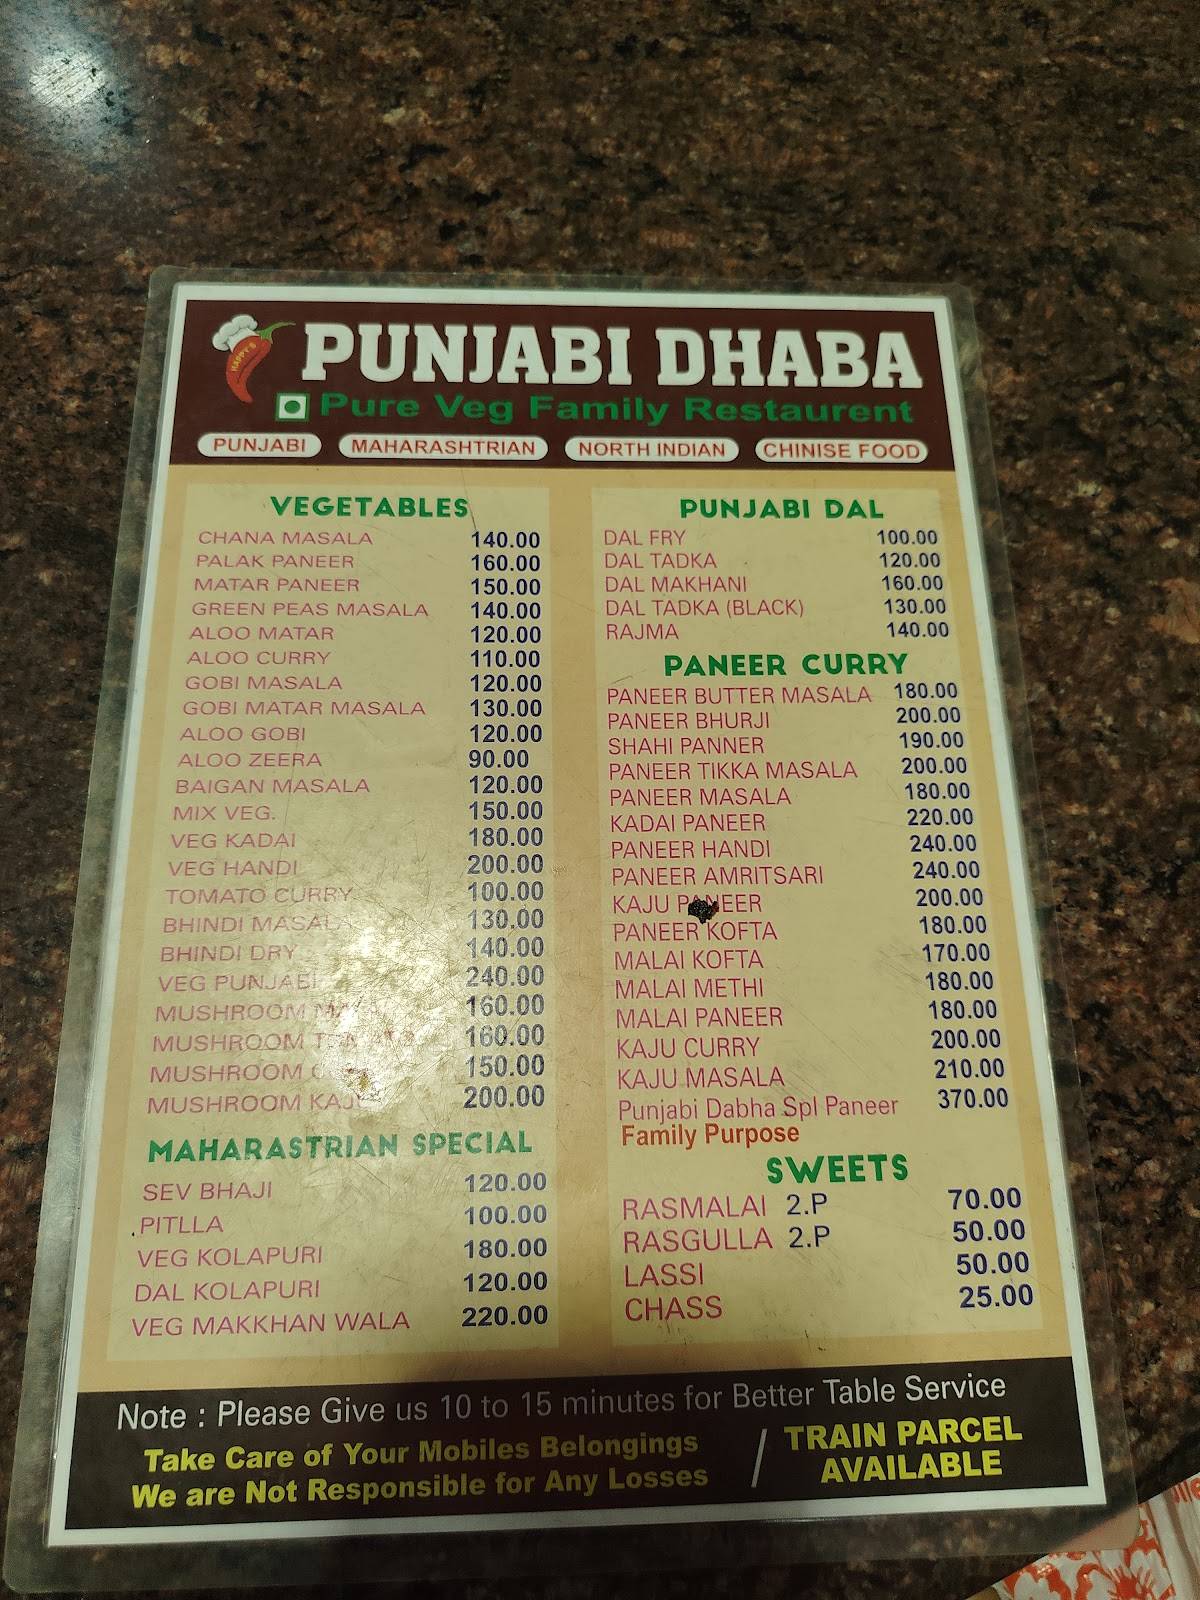 HAPPY'S
PUNJABI DHABA
Pure Veg Family Restaurent
PUNJABI MAHARASHTRIAN NORTH INDIAN CHINISE FOOD
VEGETABLES
CHANA MASALA 140.00
PALAK PANEER 160.00
MATAR PANEER 150.00
GREEN PEAS MASALA 140.00
ALOO MATAR 120.00
ALOO CURRY 110.00
GOBI MASALA 120.00
GOBI MATAR MASALA 130.00
ALOO GOBI 120.00
ALOO ZEERA 90.00
BAIGAN MASALA 120.00
MIX VEG. 150.00
VEG KADAI 180.00
VEG HANDI 200.00
TOMATO CURRY 100.00
BHINDI MASALA 130.00
BHINDI DRY 140.00
VEG PUNJABI 240.00
MUSHROOM 160.00
MUSHROOM 160.00
MUSHROOM 150.00
MUSHROOM KAJU 200.00
MAHARASTRIAN SPECIAL
SEV BHAJI 120.00
PITLLA 100.00
VEG KOLAPURI 180.00
DAL KOLAPURI 120.00
VEG MAKKHAN WALA 220.00
PUNJABI DAL
DAL FRY 100.00
DAL TADKA 120.00
DAL MAKHANI 160.00
DAL TADKA (BLACK) 130.00
RAJMA 140.00
PANEER CURRY
PANEER BUTTER MASALA 180.00
PANEER BHURJI 200.00
SHAHI PANNER 190.00
PANEER TIKKA MASALA 200.00
PANEER MASALA 180.00
KADAI PANEER 220.00
PANEER HANDI 240.00
PANEER AMRITSARI 240.00
KAJU PANEER 200.00
PANEER KOFTA 180.00
MALAI KOFTA 170.00
MALAI METHI 180.00
MALAI PANEER 180.00
KAJU CURRY 200.00
KAJU MASALA 210.00
Punjabi Dabha Spl Paneer 370.00
Family Purpose
SWEETS
RASMALAI 2.P 70.00
RASGULLA 2.P 50.00
LASSI 50.00
CHASS 25.00
Note : Please Give us 10 to 15 minutes for Better Table Service
Take Care of Your Mobiles Belongings
We are Not Responsible for Any Losses
/ TRAIN PARCEL
AVAILABLE